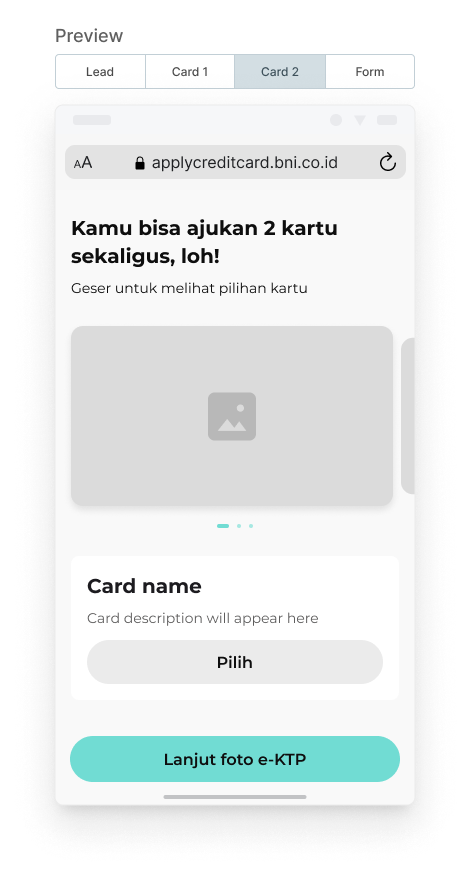 Preview
Lead
Card 1
Card 2
Form
AA
applycreditcard.bni.co.id
Kamu bisa ajukan 2 kartu
sekaligus, loh!
Geser untuk melihat pilihan kartu
Card name
Card description will appear here
Pilih
Lanjut foto e-KTP